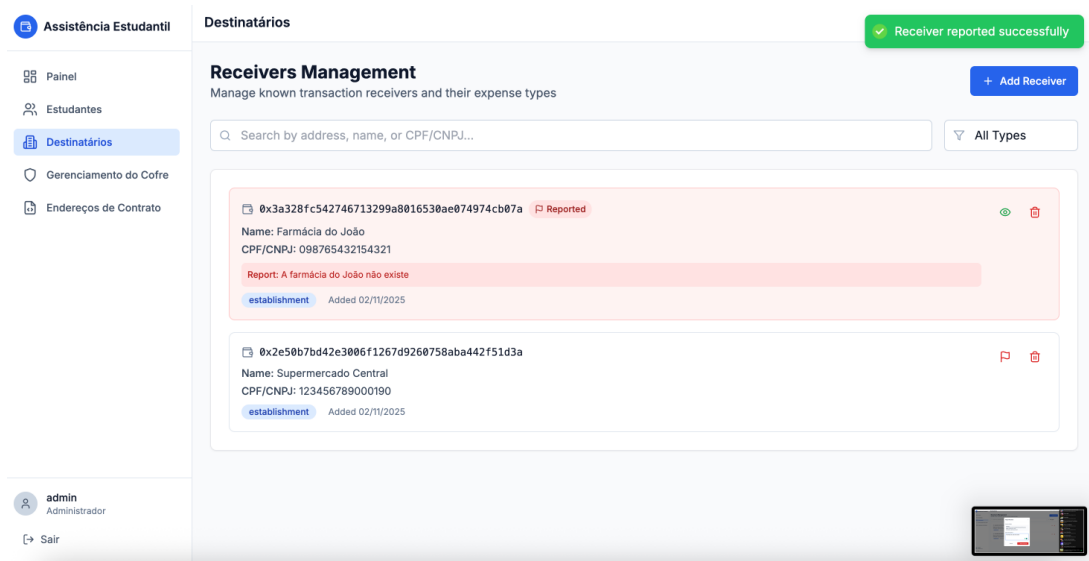 Assistência Estudantil
Destinatários
Receiver reported successfully
Painel
Estudantes
Destinatários
Gerenciamento do Cofre
Endereços de Contrato
Receivers Management
Manage known transaction receivers and their expense types
+ Add Receiver
Search by address, name, or CPF/CNPJ...
All Types
0x3a328fc542746713299a8016530ae074974cb07a Reported
Name: Farmácia do João
CPF/CNPJ: 098765432154321
Report: A farmácia do João não existe
establishment Added 02/11/2025
0x2e50b7bd42e3006f1267d9260758aba442f51d3a
Name: Supermercado Central
CPF/CNPJ: 123456789000190
establishment Added 02/11/2025
admin
Administrador
Sair